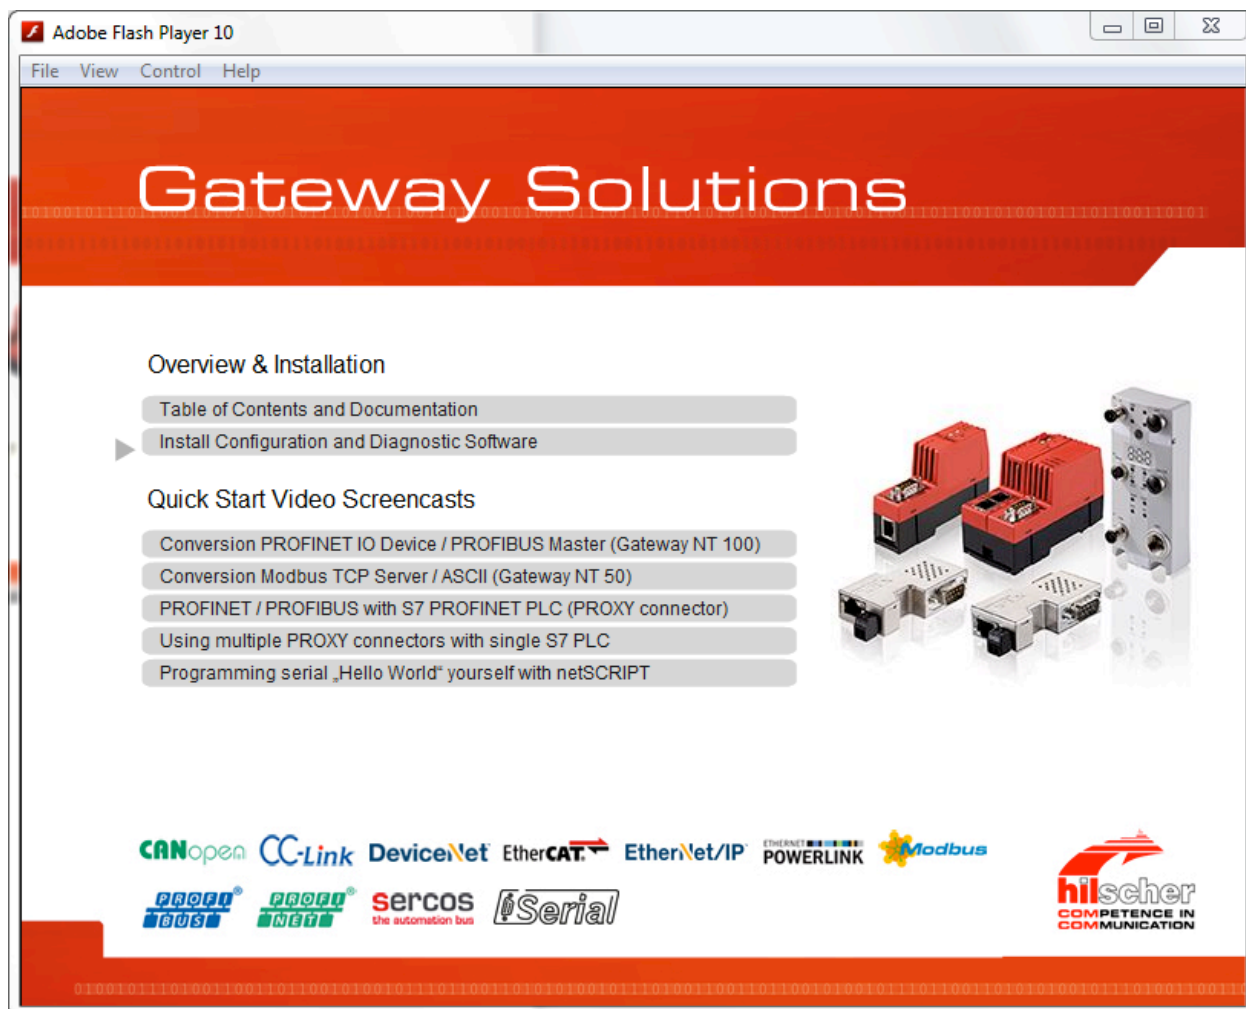 Adobe Flash Player 10
File View Control Help
Gateway Solutions
Overview & Installation
Table of Contents and Documentation
Install Configuration and Diagnostic Software
Quick Start Video Screencasts
Conversion PROFINET IO Device / PROFIBUS Master (Gateway NT 100)
Conversion Modbus TCP Server / ASCII (Gateway NT 50)
PROFINET / PROFIBUS with S7 PROFINET PLC (PROXY connector)
Using multiple PROXY connectors with single S7 PLC
Programming serial „Hello World“ yourself with netSCRIPT
CANopen CC-Link DeviceNet EtherCAT EtherNet/IP ETHERNET POWERLINK Modbus
PROFI BUS PROFI NET sercos the automation bus Serial
hilscher
COMPETENCE IN
COMMUNICATION